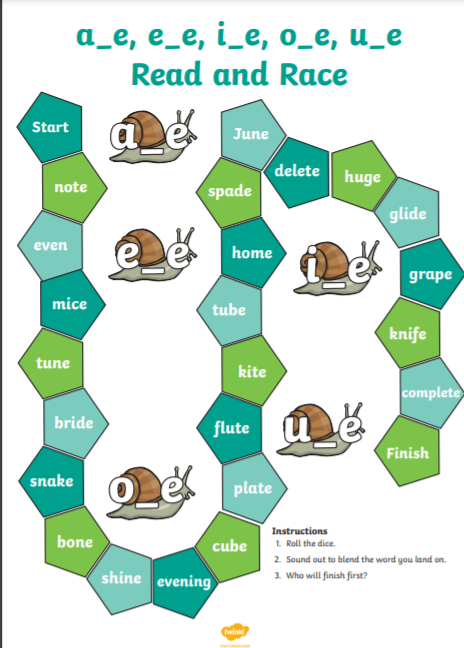 a_e, e_e, i_e, o_e, u_e
Read and Race
Start
note
even
mice
tune
bride
snake
bone
shine
evening
cube
plate
flute
kite
tube
home
spade
June
delete
huge
glide
grape
knife
complete
Finish
a_e
e_e
i_e
o_e
u_e
Instructions
1. Roll the dice.
2. Sound out to blend the word you land on.
3. Who will finish first?
twinkl